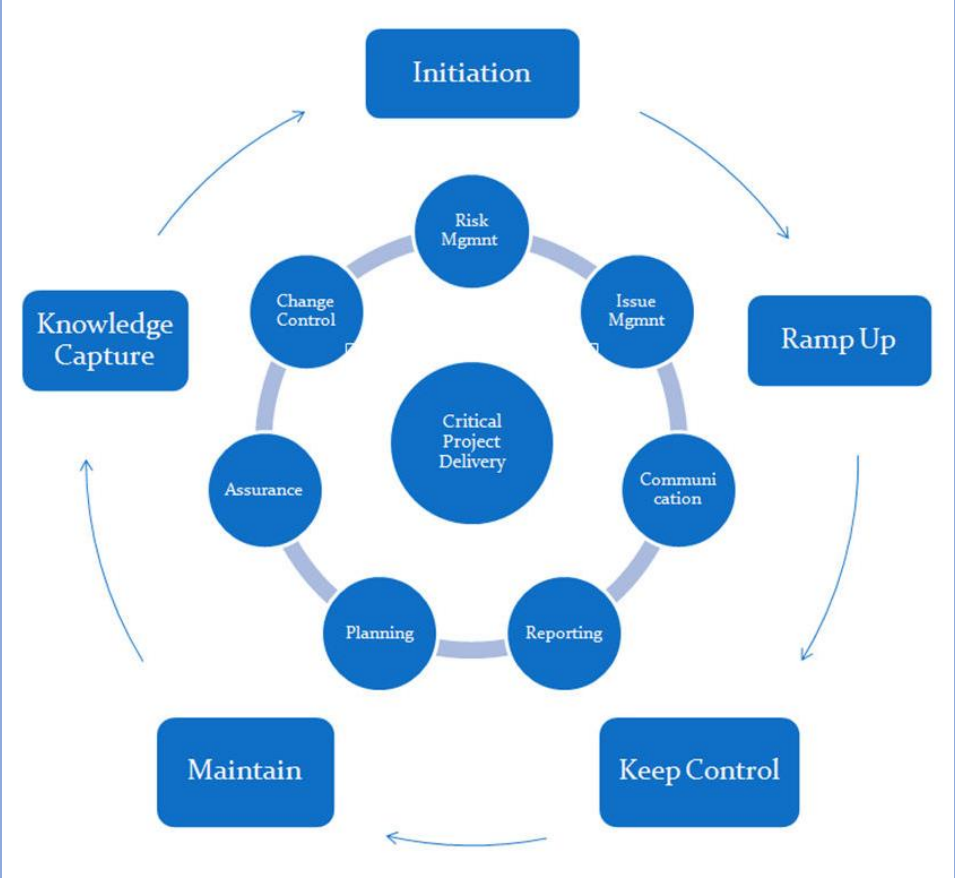 Initiation
Risk
Mgmnt
Change
Control
Issue
Mgmnt
Knowledge
Capture
Ramp Up
Critical
Project
Delivery
Assurance
Communi
cation
Planning
Reporting
Maintain
Keep Control